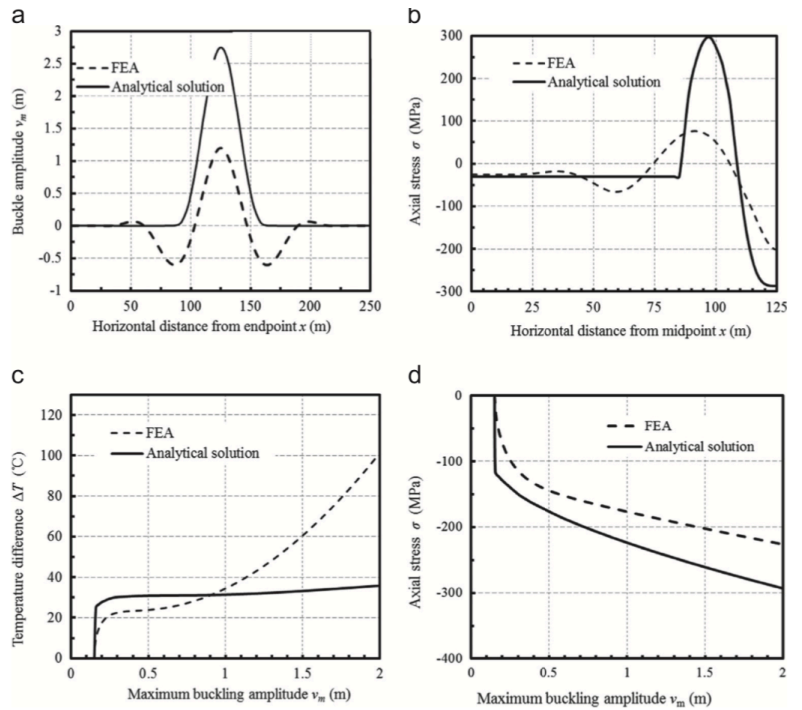 a
3
2.5
2
1.5
1
0.5
0
-0.5
-1
0 50 100 150 200 250
Buckle amplitude vm (m)
FEA
Analytical solution
Horizontal distance from endpoint x (m)
b
300
200
100
0
-100
-200
-300
0 25 50 75 100 125
Axial stress σ (MPa)
FEA
Analytical solution
Horizontal distance from midpoint x (m)
c
120
100
80
60
40
20
0
0 0.5 1 1.5 2
Temperature difference ΔT (℃)
FEA
Analytical solution
Maximum buckling amplitude vm (m)
d
0
-100
-200
-300
-400
0 0.5 1 1.5 2
Axial stress σ (MPa)
FEA
Analytical solution
Maximum buckling amplitude vm (m)